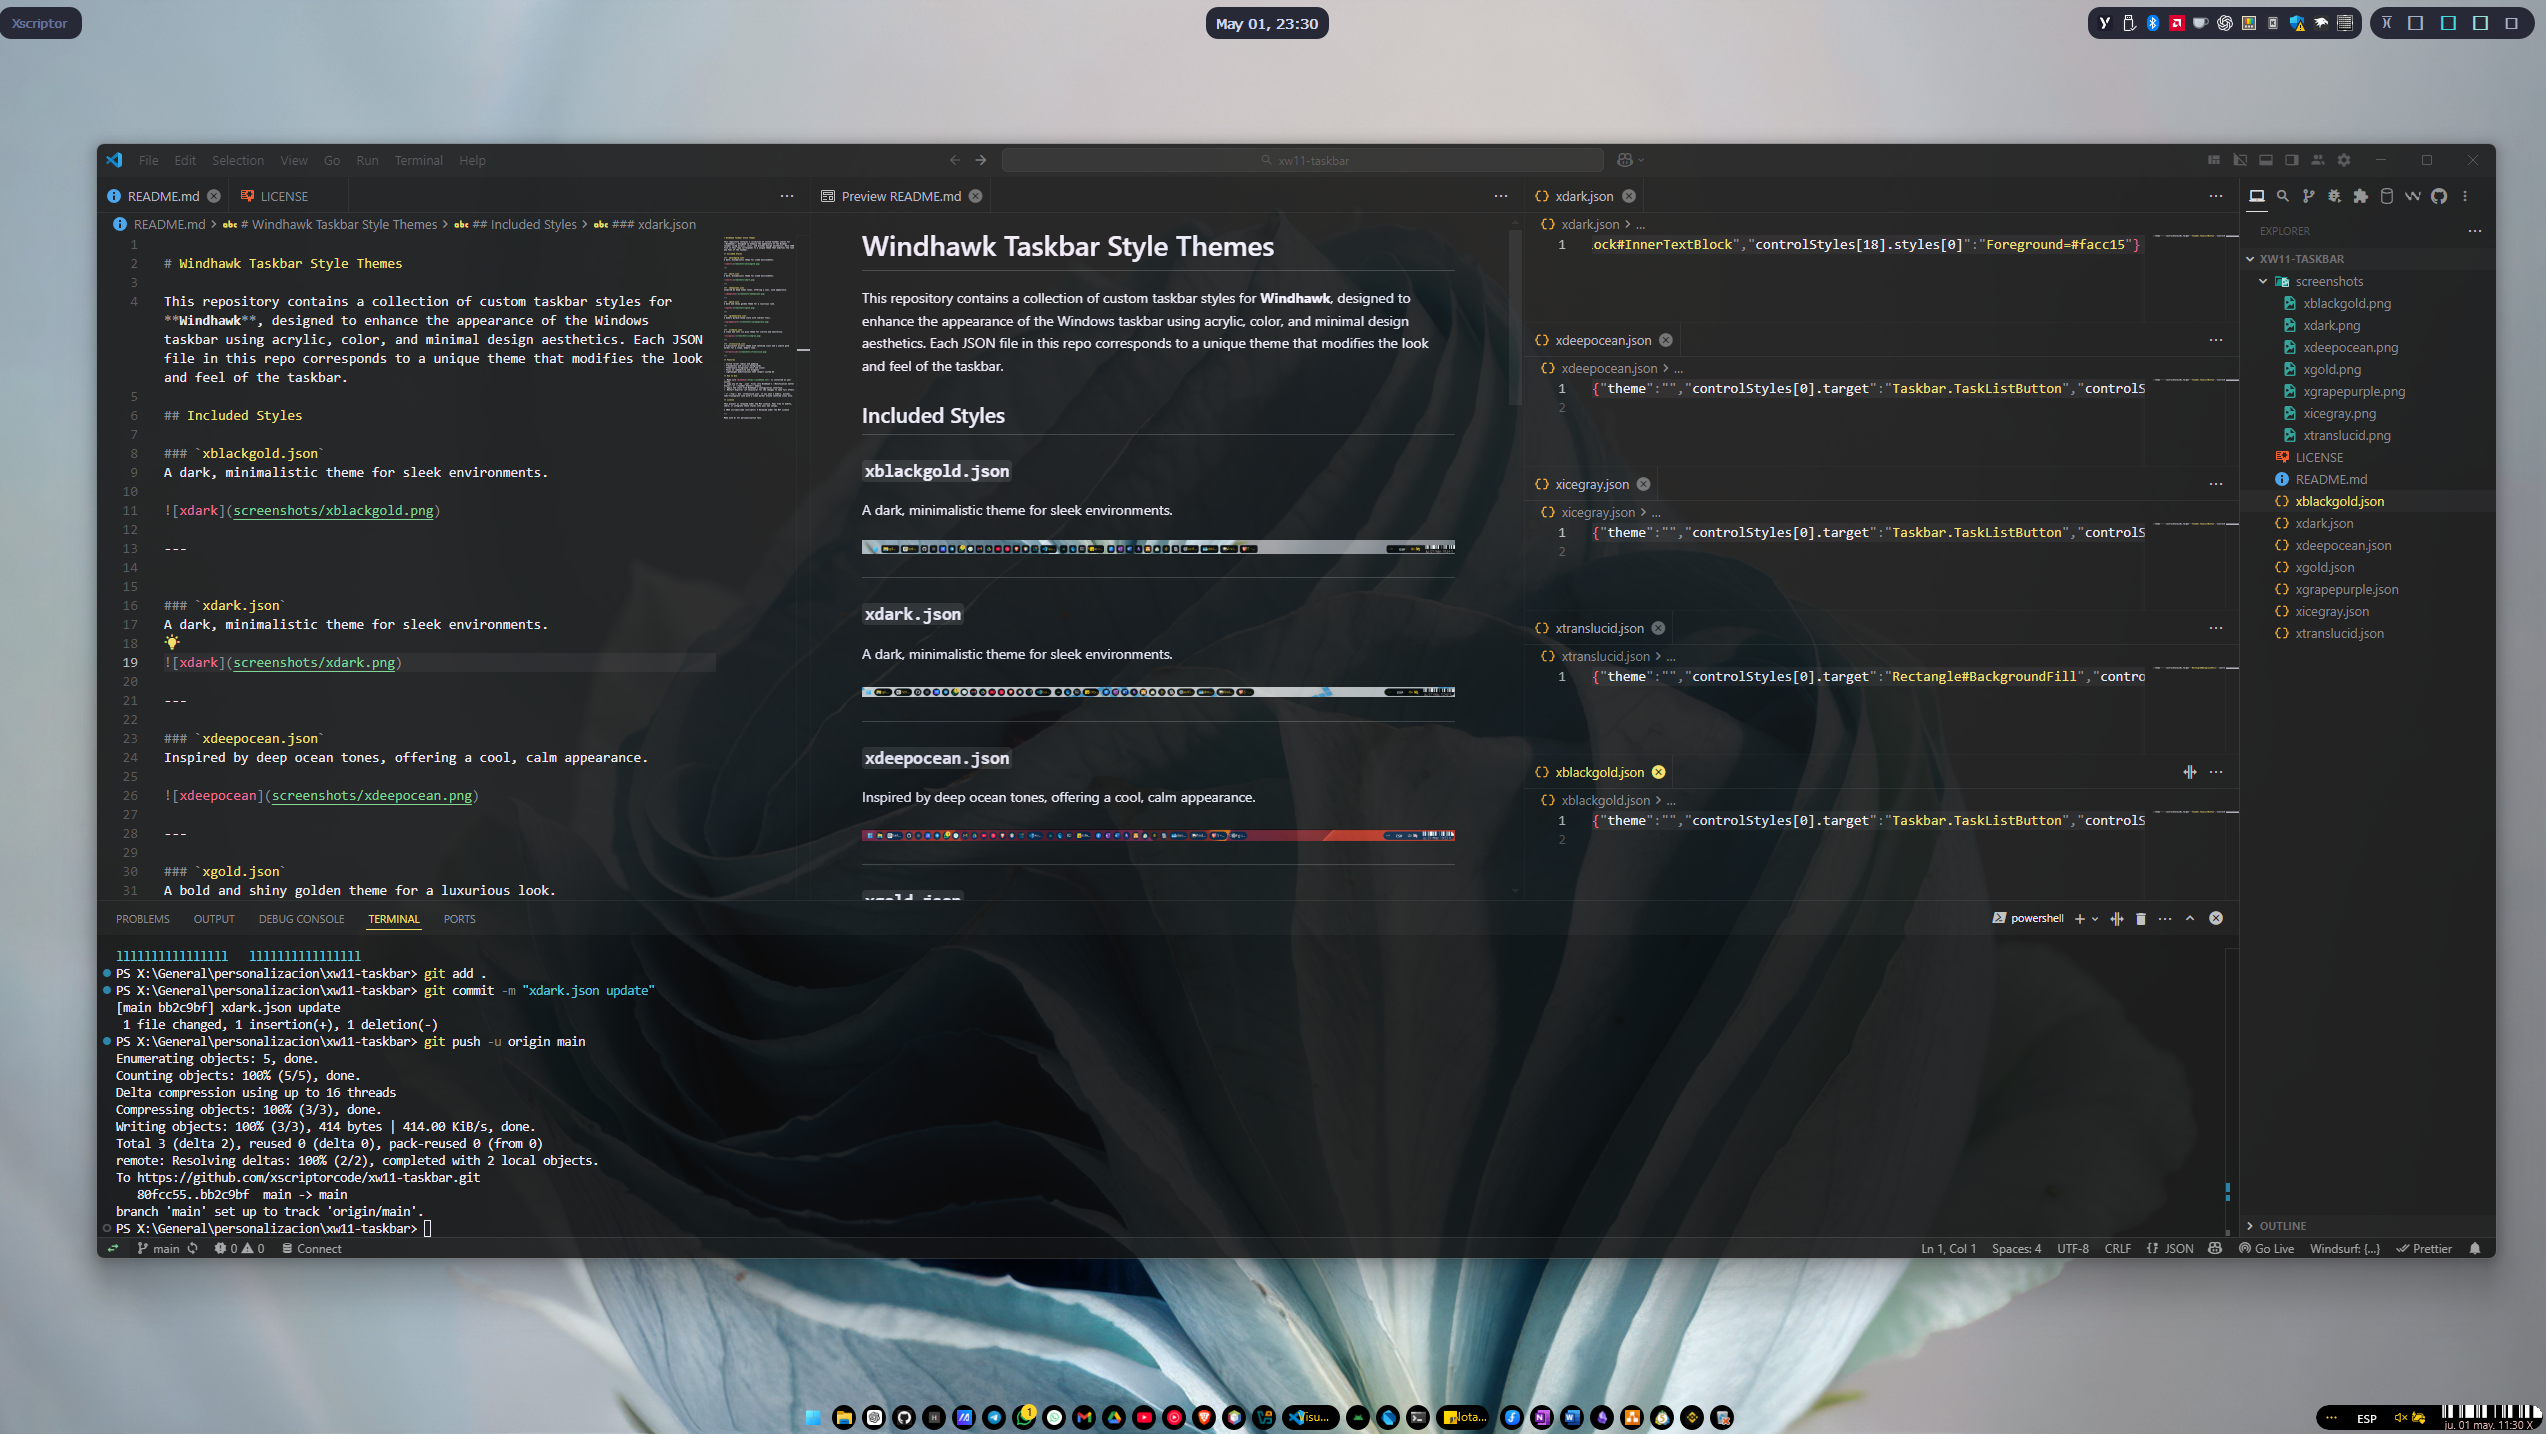 Xscriptor
May 01, 23:30
File Edit Selection View Go Run Terminal Help
xw11-taskbar
README.md
LICENSE
README.md > # Windhawk Taskbar Style Themes > ## Included Styles > ### xdark.json
1
2 # Windhawk Taskbar Style Themes
3
4 This repository contains a collection of custom taskbar styles for
**Windhawk**, designed to enhance the appearance of the Windows
taskbar using acrylic, color, and minimal design aesthetics. Each JSON
file in this repo corresponds to a unique theme that modifies the look
and feel of the taskbar.
5
6 ## Included Styles
7
8 ### `xblackgold.json`
9 A dark, minimalistic theme for sleek environments.
10
11 ![xdark](screenshots/xblackgold.png)
12
13 ---
14
15
16 ### `xdark.json`
17 A dark, minimalistic theme for sleek environments.
18
19 ![xdark](screenshots/xdark.png)
20
21 ---
22
23 ### `xdeepocean.json`
24 Inspired by deep ocean tones, offering a cool, calm appearance.
25
26 ![xdeepocean](screenshots/xdeepocean.png)
27
28 ---
29
30 ### `xgold.json`
31 A bold and shiny golden theme for a luxurious look.
Preview README.md
Windhawk Taskbar Style Themes
This repository contains a collection of custom taskbar styles for Windhawk, designed to
enhance the appearance of the Windows taskbar using acrylic, color, and minimal design
aesthetics. Each JSON file in this repo corresponds to a unique theme that modifies the look
and feel of the taskbar.
Included Styles
xblackgold.json
A dark, minimalistic theme for sleek environments.
xdark.json
A dark, minimalistic theme for sleek environments.
xdeepocean.json
Inspired by deep ocean tones, offering a cool, calm appearance.
xgold.json
xdark.json
xdark.json > ...
1 lock#InnerTextBlock","controlStyles[18].styles[0]":"Foreground=#facc15"}
xdeepocean.json
xdeepocean.json > ...
1 {"theme":"","controlStyles[0].target":"Taskbar.TaskListButton","controlS
2
xicegray.json
xicegray.json > ...
1 {"theme":"","controlStyles[0].target":"Taskbar.TaskListButton","controlS
2
xtranslucid.json
xtranslucid.json > ...
1 {"theme":"","controlStyles[0].target":"Rectangle#BackgroundFill","contro
xblackgold.json
xblackgold.json > ...
1 {"theme":"","controlStyles[0].target":"Taskbar.TaskListButton","controlS
2
EXPLORER
XW11-TASKBAR
screenshots
xblackgold.png
xdark.png
xdeepocean.png
xgold.png
xgrapepurple.png
xicegray.png
xtranslucid.png
LICENSE
README.md
xblackgold.json
xdark.json
xdeepocean.json
xgold.json
xgrapepurple.json
xicegray.json
xtranslucid.json
OUTLINE
PROBLEMS OUTPUT DEBUG CONSOLE TERMINAL PORTS
powershell
llllllllllllllll llllllllllllllll
PS X:\General\personalizacion\xw11-taskbar> git add .
PS X:\General\personalizacion\xw11-taskbar> git commit -m "xdark.json update"
[main bb2c9bf] xdark.json update
1 file changed, 1 insertion(+), 1 deletion(-)
PS X:\General\personalizacion\xw11-taskbar> git push -u origin main
Enumerating objects: 5, done.
Counting objects: 100% (5/5), done.
Delta compression using up to 16 threads
Compressing objects: 100% (3/3), done.
Writing objects: 100% (3/3), 414 bytes | 414.00 KiB/s, done.
Total 3 (delta 2), reused 0 (delta 0), pack-reused 0 (from 0)
remote: Resolving deltas: 100% (2/2), completed with 2 local objects.
To https://github.com/xscriptorcode/xw11-taskbar.git
80fcc55..bb2c9bf main -> main
branch 'main' set up to track 'origin/main'.
PS X:\General\personalizacion\xw11-taskbar>
main 0 0 Connect
Ln 1, Col 1 Spaces: 4 UTF-8 CRLF JSON Go Live Windsurf: {...} Prettier
1
Visu...
Nota...
ESP
ju. 01 may. 11:30 X